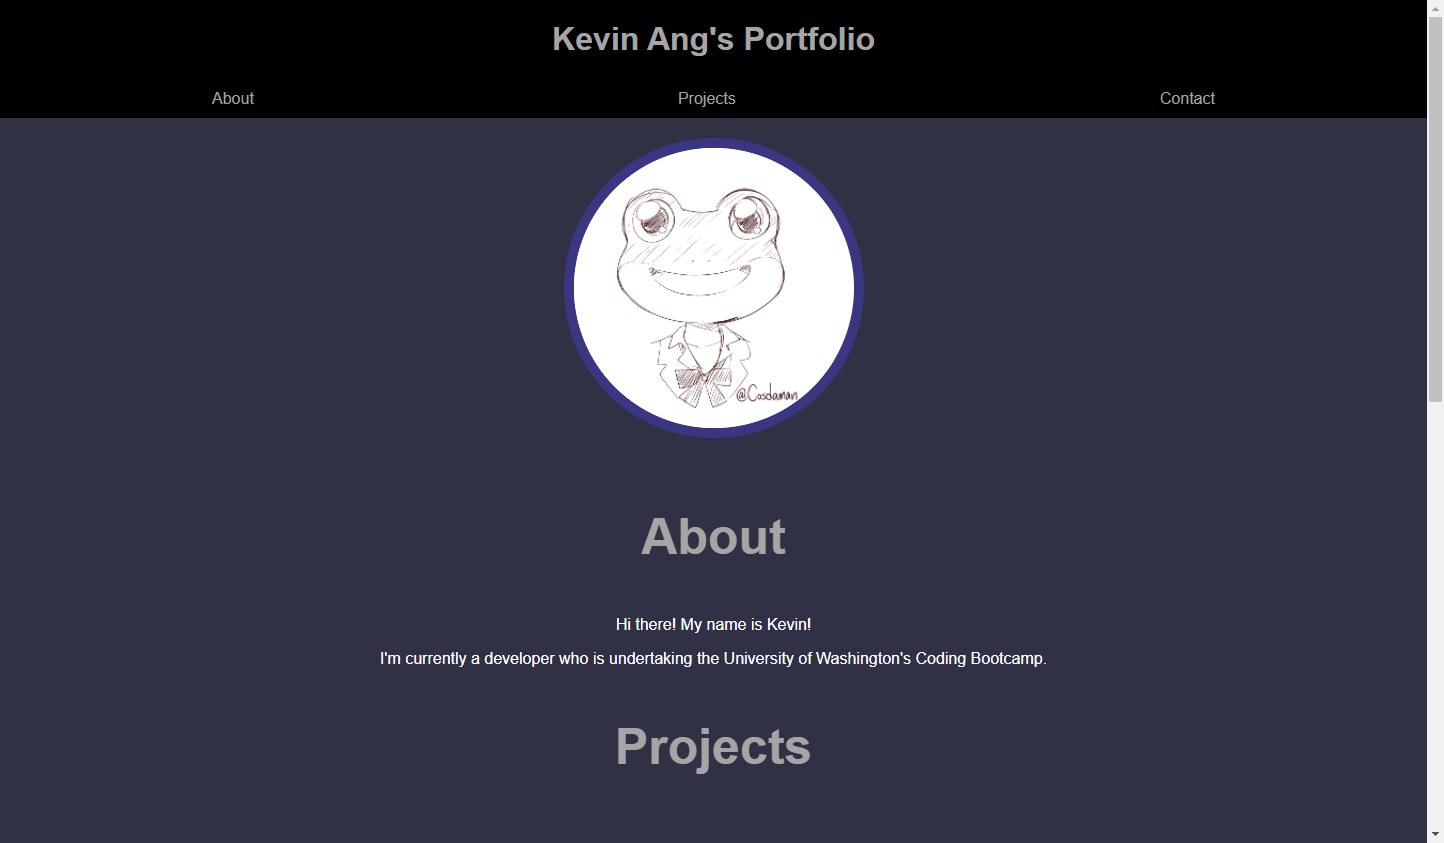 Kevin Ang's Portfolio
About Projects Contact
@Cosdaman
About
Hi there! My name is Kevin!
I'm currently a developer who is undertaking the University of Washington's Coding Bootcamp.
Projects